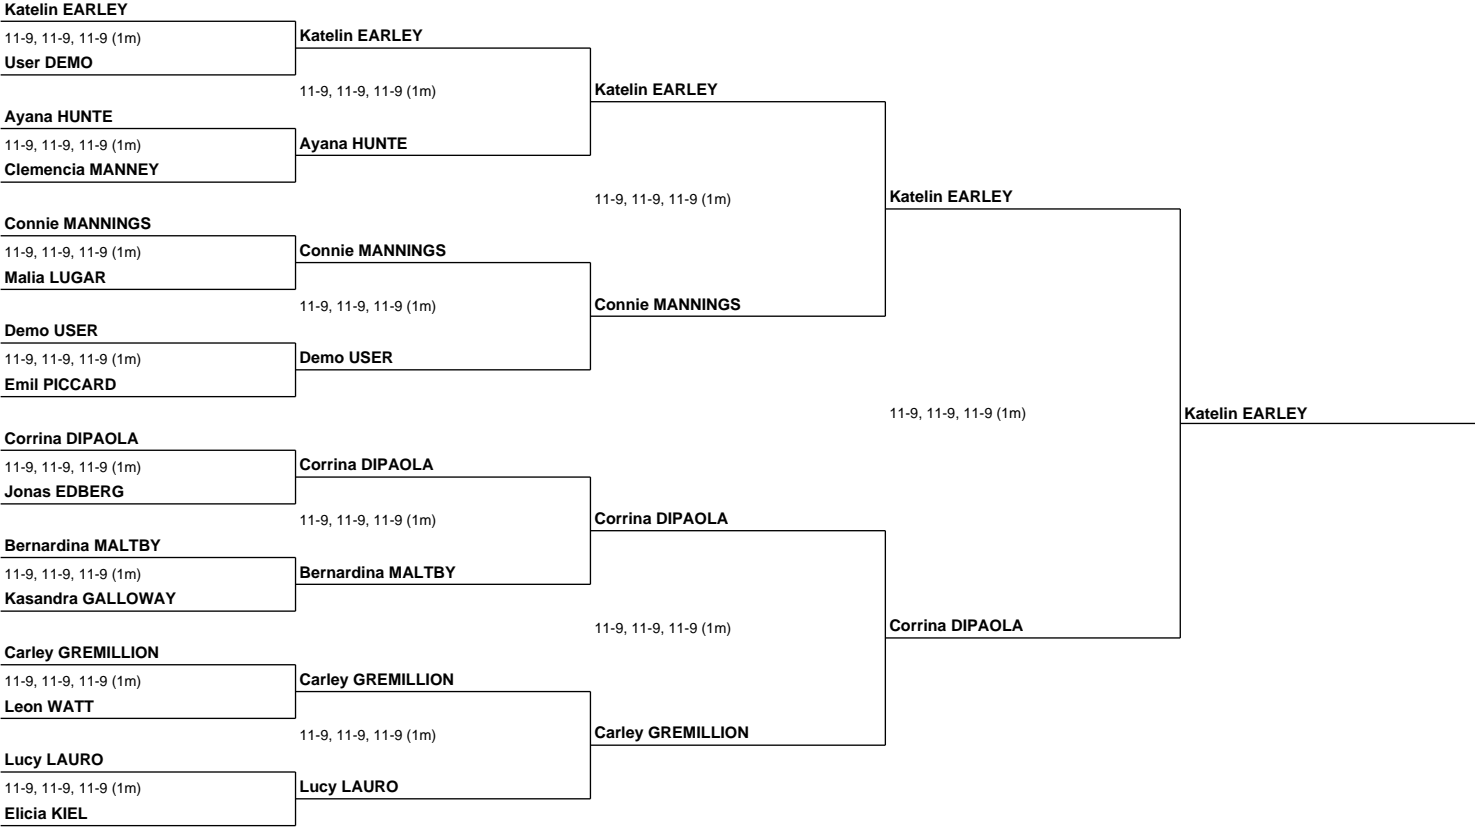 Katelin EARLEY
11-9, 11-9, 11-9 (1m)
User DEMO
Ayana HUNTE
11-9, 11-9, 11-9 (1m)
Clemencia MANNEY
Connie MANNINGS
11-9, 11-9, 11-9 (1m)
Malia LUGAR
Demo USER
11-9, 11-9, 11-9 (1m)
Emil PICCARD
Corrina DIPAOLA
11-9, 11-9, 11-9 (1m)
Jonas EDBERG
Bernardina MALTBY
11-9, 11-9, 11-9 (1m)
Kasandra GALLOWAY
Carley GREMILLION
11-9, 11-9, 11-9 (1m)
Leon WATT
Lucy LAURO
11-9, 11-9, 11-9 (1m)
Elicia KIEL
Katelin EARLEY
11-9, 11-9, 11-9 (1m)
Ayana HUNTE
Connie MANNINGS
11-9, 11-9, 11-9 (1m)
Demo USER
Corrina DIPAOLA
11-9, 11-9, 11-9 (1m)
Bernardina MALTBY
Carley GREMILLION
11-9, 11-9, 11-9 (1m)
Lucy LAURO
Katelin EARLEY
11-9, 11-9, 11-9 (1m)
Connie MANNINGS
Corrina DIPAOLA
11-9, 11-9, 11-9 (1m)
Carley GREMILLION
Katelin EARLEY
11-9, 11-9, 11-9 (1m)
Corrina DIPAOLA
Katelin EARLEY